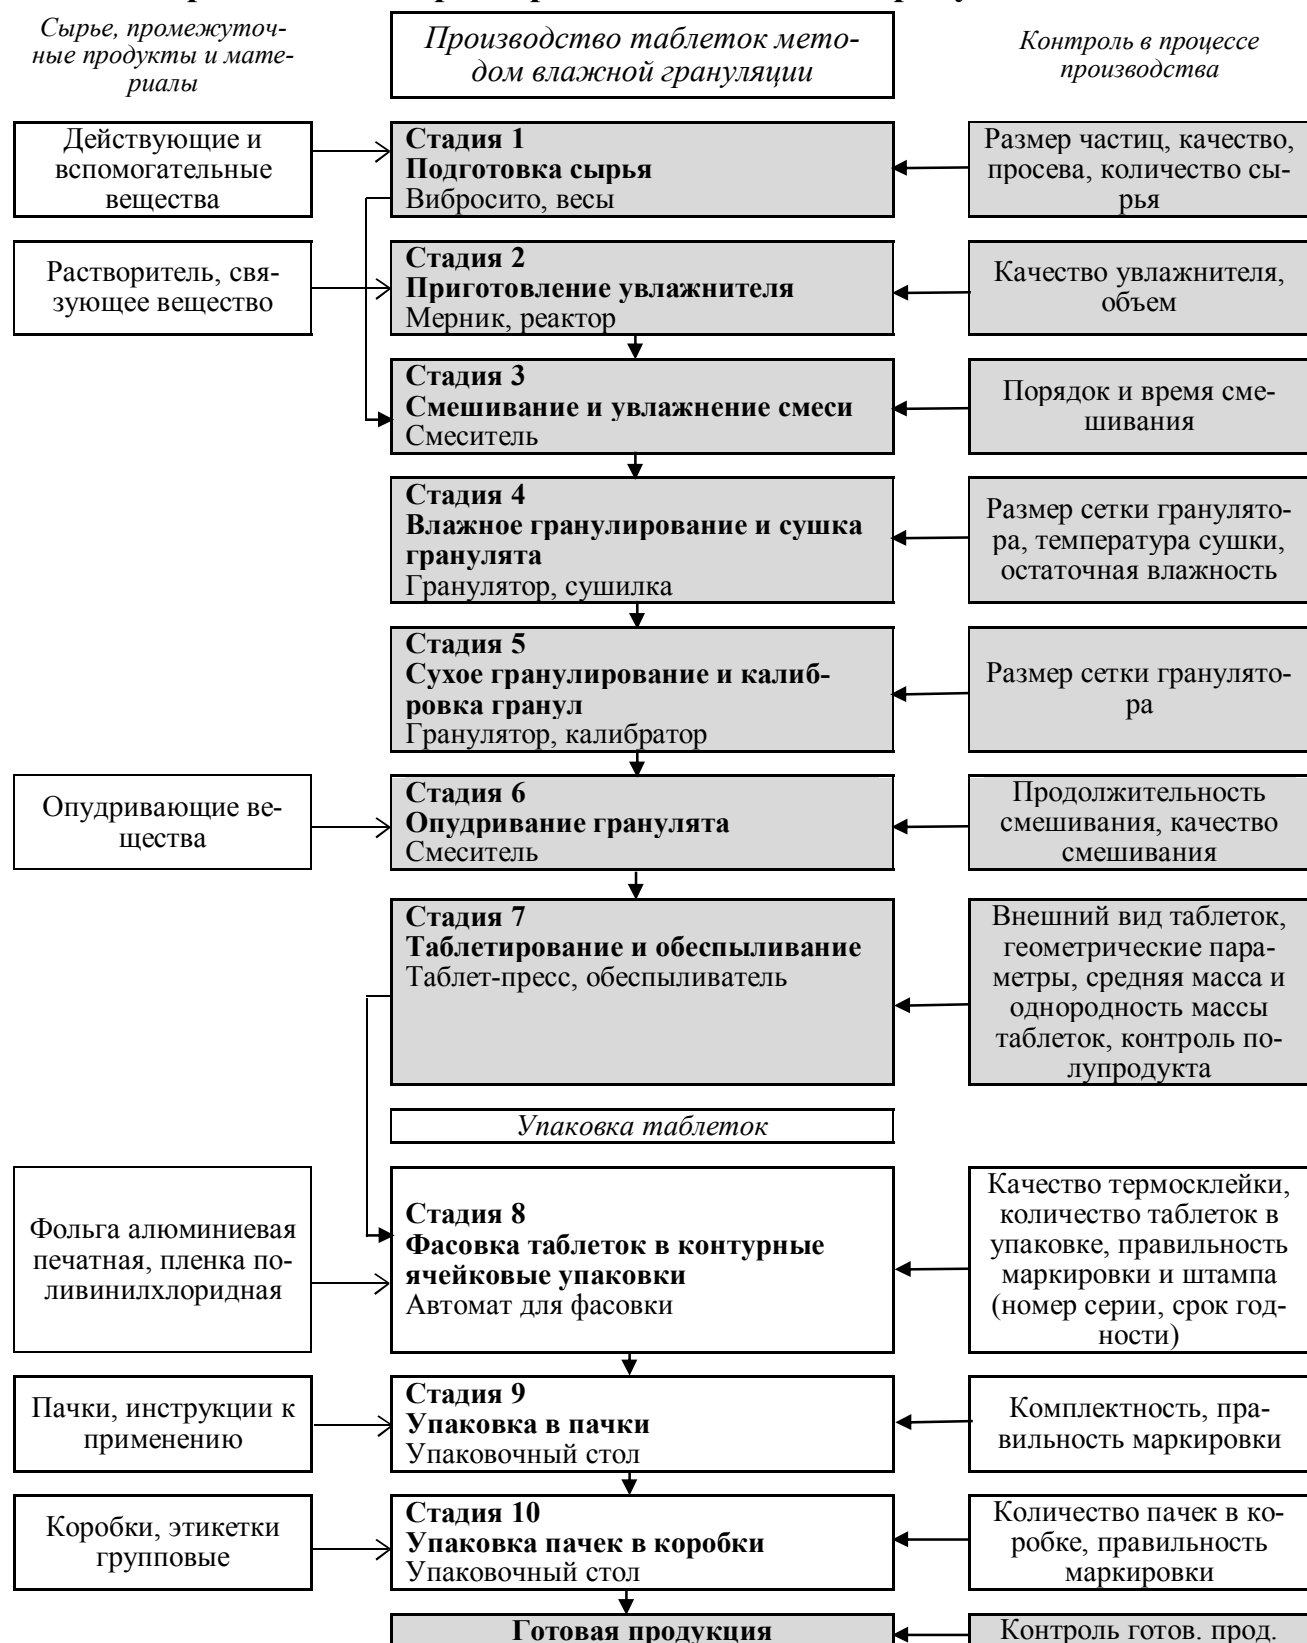 Сырье, промежуточ-
ные продукты и мате-
риалы
Производство таблеток мето-
дом влажной грануляции
Контроль в процессе
производства
Действующие и
вспомогательные
вещества
Стадия 1
Подготовка сырья
Вибросито, весы
Размер частиц, качество,
просева, количество сы-
рья
Растворитель, свя-
зующее вещество
Стадия 2
Приготовление увлажнителя
Мерник, реактор
Качество увлажнителя,
объем
Стадия 3
Смешивание и увлажнение смеси
Смеситель
Порядок и время сме-
шивания
Стадия 4
Влажное гранулирование и сушка
гранулята
Гранулятор, сушилка
Размер сетки гранулято-
ра, температура сушки,
остаточная влажность
Стадия 5
Сухое гранулирование и калиб-
ровка гранул
Гранулятор, калибратор
Размер сетки гранулято-
ра
Опудривающие ве-
щества
Стадия 6
Опудривание гранулята
Смеситель
Продолжительность
смешивания, качество
смешивания
Стадия 7
Таблетирование и обеспыливание
Таблет-пресс, обеспыливатель
Внешний вид таблеток,
геометрические пара-
метры, средняя масса и
однородность массы
таблеток, контроль по-
лупродукта
Упаковка таблеток
Фольга алюминиевая
печатная, пленка по-
ливинилхлоридная
Стадия 8
Фасовка таблеток в контурные
ячейковые упаковки
Автомат для фасовки
Качество термосклейки,
количество таблеток в
упаковке, правильность
маркировки и штампа
(номер серии, срок год-
ности)
Пачки, инструкции к
применению
Стадия 9
Упаковка в пачки
Упаковочный стол
Комплектность, пра-
вильность маркировки
Коробки, этикетки
групповые
Стадия 10
Упаковка пачек в коробки
Упаковочный стол
Количество пачек в ко-
робке, правильность
маркировки
Готовая продукция
Контроль готов. прод.